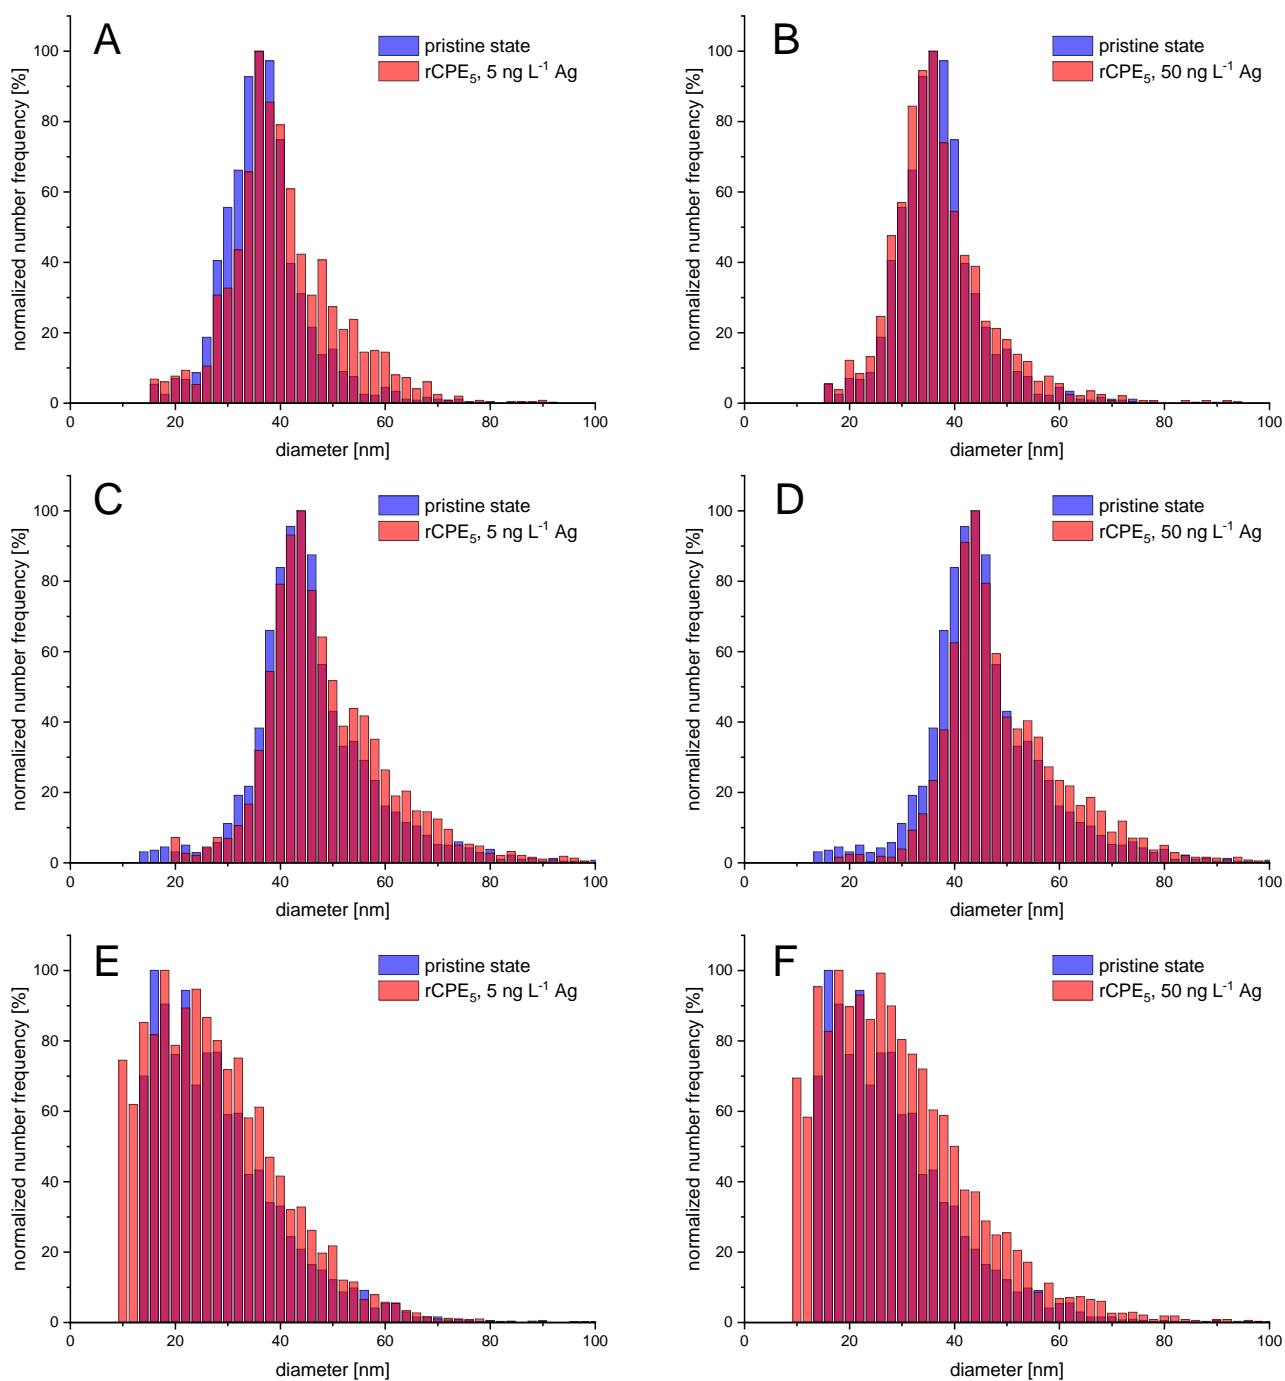 A
pristine state
rCPE₅, 5 ng L⁻¹ Ag
normalized number frequency [%]
100
80
60
40
20
0
0 20 40 60 80 100
diameter [nm]
B
pristine state
rCPE₅, 50 ng L⁻¹ Ag
normalized number frequency [%]
100
80
60
40
20
0
0 20 40 60 80 100
diameter [nm]
C
pristine state
rCPE₅, 5 ng L⁻¹ Ag
normalized number frequency [%]
100
80
60
40
20
0
0 20 40 60 80 100
diameter [nm]
D
pristine state
rCPE₅, 50 ng L⁻¹ Ag
normalized number frequency [%]
100
80
60
40
20
0
0 20 40 60 80 100
diameter [nm]
E
pristine state
rCPE₅, 5 ng L⁻¹ Ag
normalized number frequency [%]
100
80
60
40
20
0
0 20 40 60 80 100
diameter [nm]
F
pristine state
rCPE₅, 50 ng L⁻¹ Ag
normalized number frequency [%]
100
80
60
40
20
0
0 20 40 60 80 100
diameter [nm]